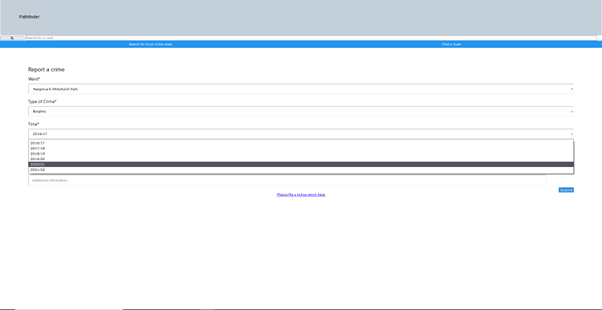 Pathfinder
Search for a ward
Search for local crime rates
Find a route
Report a crime
Ward*
Hengrove & Whitchurch Park
Type of Crime*
Burglary
Time*
2016/17
2016/17
2017/18
2018/19
2019/20
2020/21
2021/22
Additional Information
Submit
Please file a police report here.